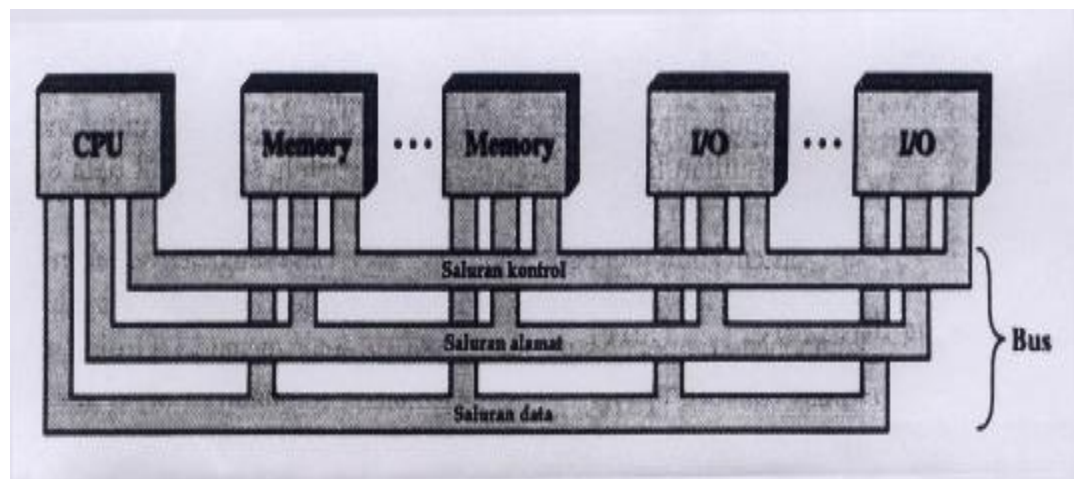 CPU
Memory
...
Memory
I/O
...
I/O
Saluran kontrol
Saluran alamat
Saluran data
Bus